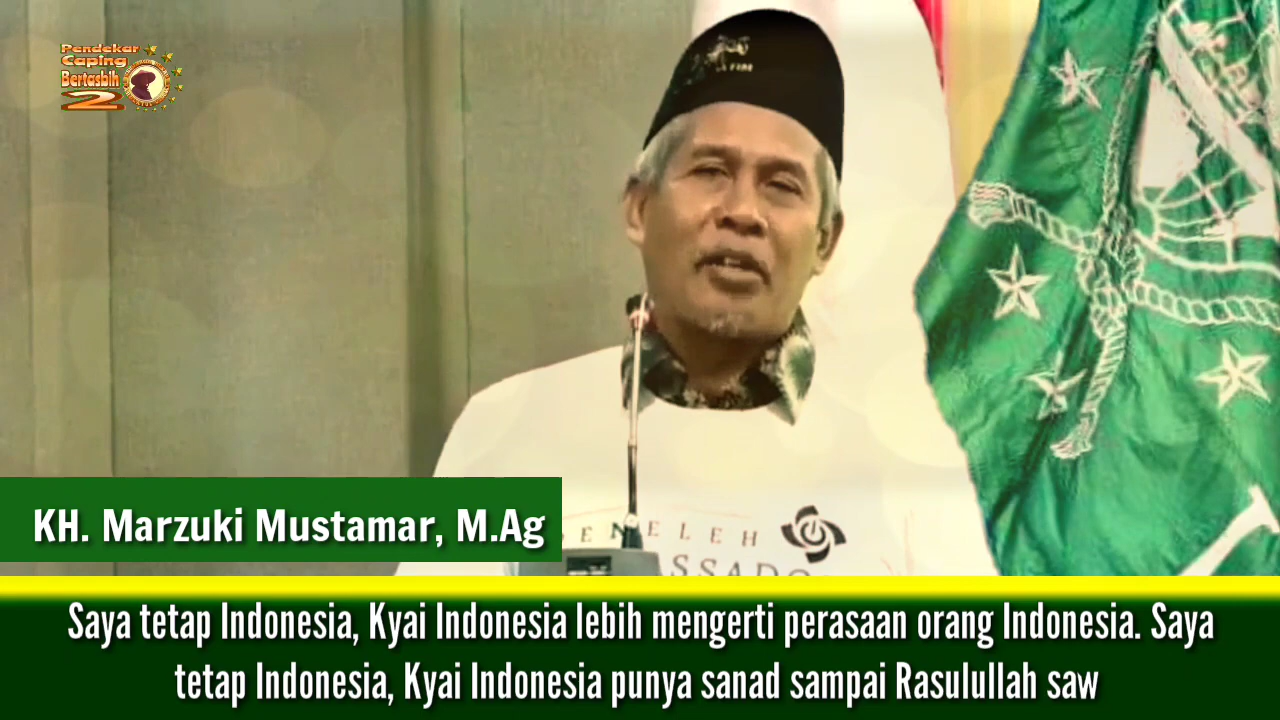 Pendekar
Caping
Bertasbih
2
KH. Marzuki Mustamar, M.Ag
Saya tetap Indonesia, Kyai Indonesia lebih mengerti perasaan orang Indonesia. Saya
tetap Indonesia, Kyai Indonesia punya sanad sampai Rasulullah saw